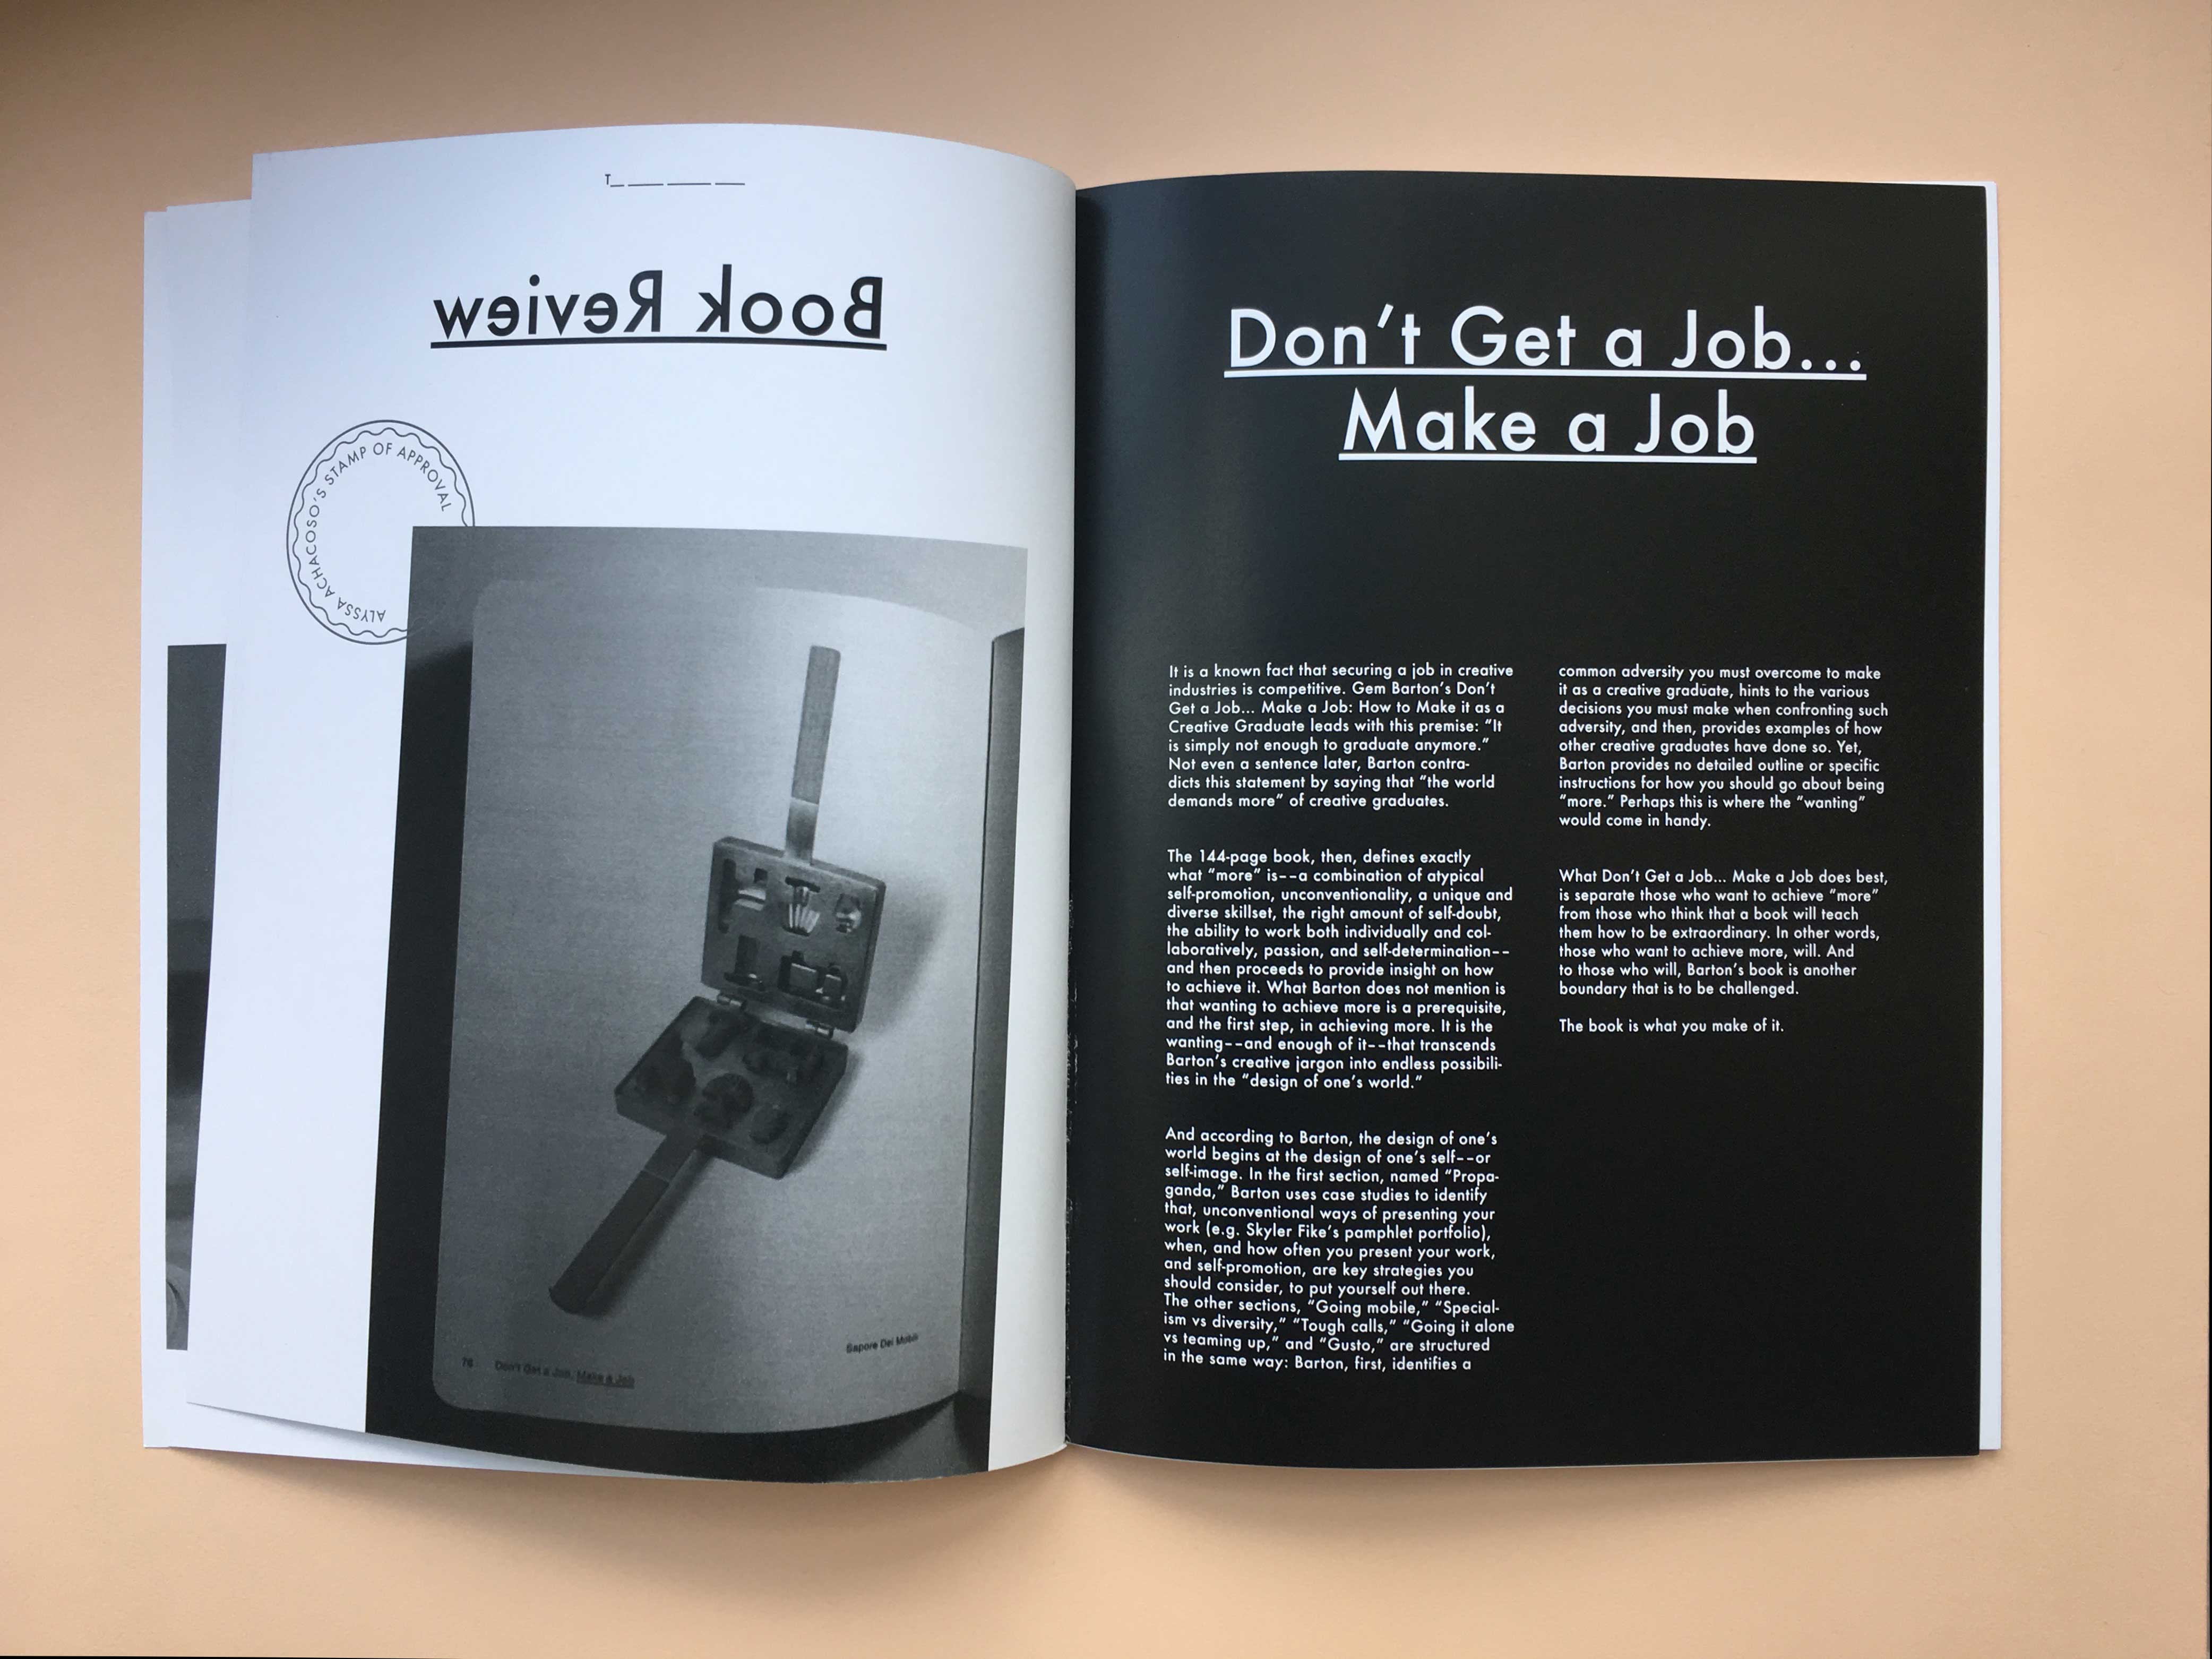 T_ ___ ____ ___
Book Review
ALYSSA ACHACOSO'S STAMP OF APPROVAL
Sapore Dei Mobili
76 Don't Get a Job, Make a Job
Don't Get a Job...
Make a Job
It is a known fact that securing a job in creative
industries is competitive. Gem Barton's Don't
Get a Job... Make a Job: How to Make it as a
Creative Graduate leads with this premise: "It
is simply not enough to graduate anymore."
Not even a sentence later, Barton contra-
dicts this statement by saying that "the world
demands more" of creative graduates.
The 144-page book, then, defines exactly
what "more" is--a combination of atypical
self-promotion, unconventionality, a unique and
diverse skillset, the right amount of self-doubt,
the ability to work both individually and col-
laboratively, passion, and self-determination--
and then proceeds to provide insight on how
to achieve it. What Barton does not mention is
that wanting to achieve more is a prerequisite,
and the first step, in achieving more. It is the
wanting--and enough of it--that transcends
Barton's creative jargon into endless possibili-
ties in the "design of one's world."
And according to Barton, the design of one's
world begins at the design of one's self--or
self-image. In the first section, named "Propa-
ganda," Barton uses case studies to identify
that, unconventional ways of presenting your
work (e.g. Skyler Fike's pamphlet portfolio),
when, and how often you present your work,
and self-promotion, are key strategies you
should consider, to put yourself out there.
The other sections, "Going mobile," "Special-
ism vs diversity," "Tough calls," "Going it alone
vs teaming up," and "Gusto," are structured
in the same way: Barton, first, identifies a
common adversity you must overcome to make
it as a creative graduate, hints to the various
decisions you must make when confronting such
adversity, and then, provides examples of how
other creative graduates have done so. Yet,
Barton provides no detailed outline or specific
instructions for how you should go about being
"more." Perhaps this is where the "wanting"
would come in handy.
What Don't Get a Job... Make a Job does best,
is separate those who want to achieve "more"
from those who think that a book will teach
them how to be extraordinary. In other words,
those who want to achieve more, will. And
to those who will, Barton's book is another
boundary that is to be challenged.
The book is what you make of it.